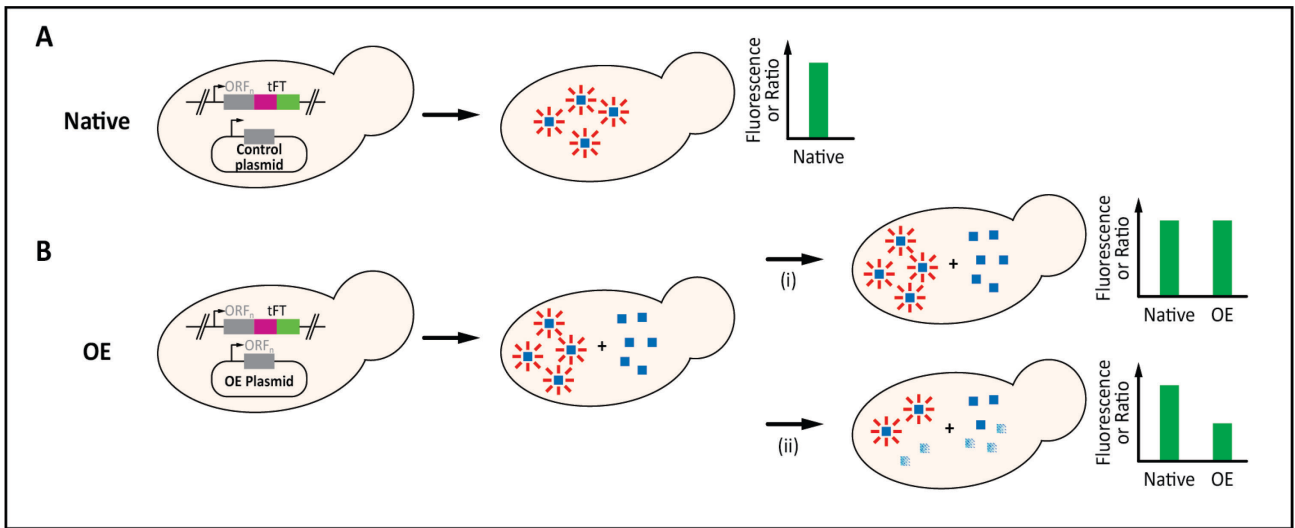 A
Native
ORFn tFT
Control
plasmid
Fluorescence
or Ratio
Native
B
OE
ORFn tFT
ORFn
OE Plasmid
+
(i)
+
Fluorescence
or Ratio
Native OE
(ii)
+
Fluorescence
or Ratio
Native OE